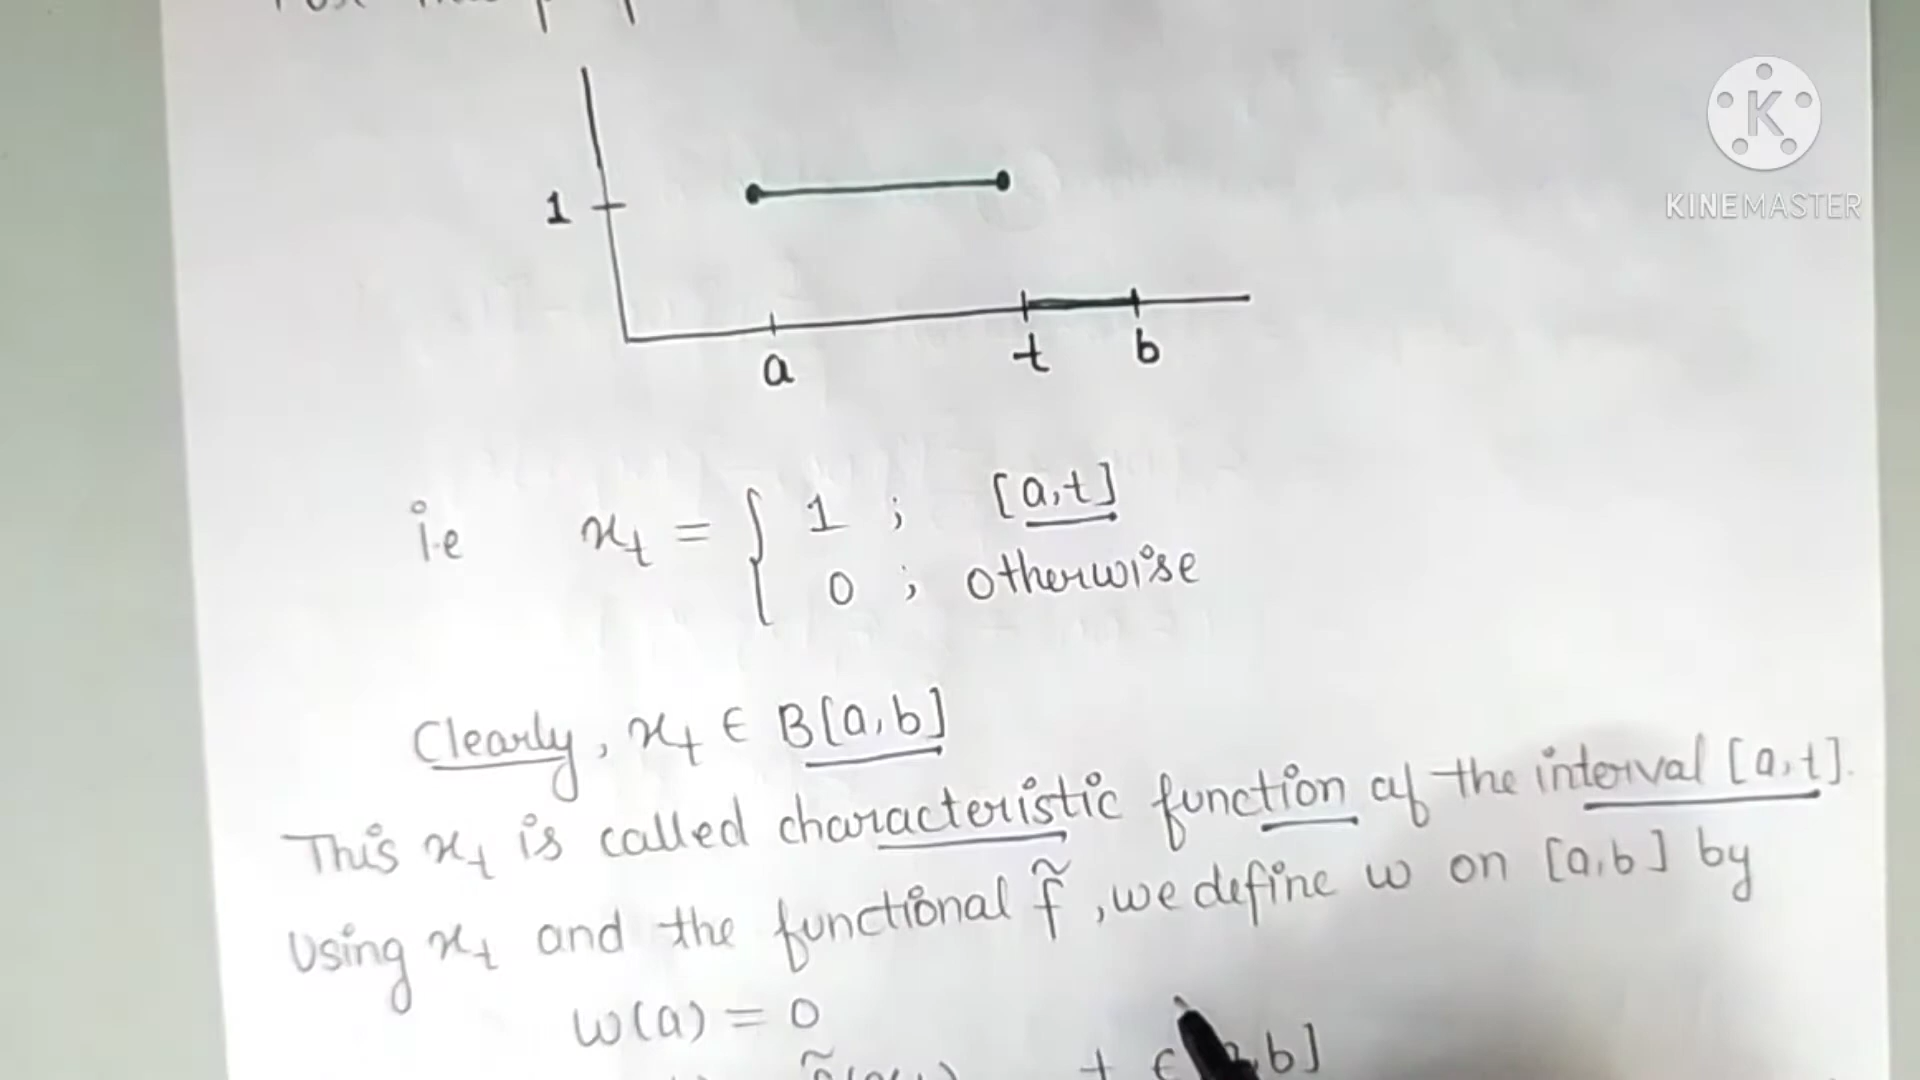 1
a t b
i.e x_t = { 1 ; [a,t]
0 ; otherwise
Clearly, x_t ∈ B[a,b]
This x_t is called characteristic function of the interval [a,t].
Using x_t and the functional f̃, we define w on [a,b] by
w(a) = 0
t ∈ b]
K
KINEMASTER